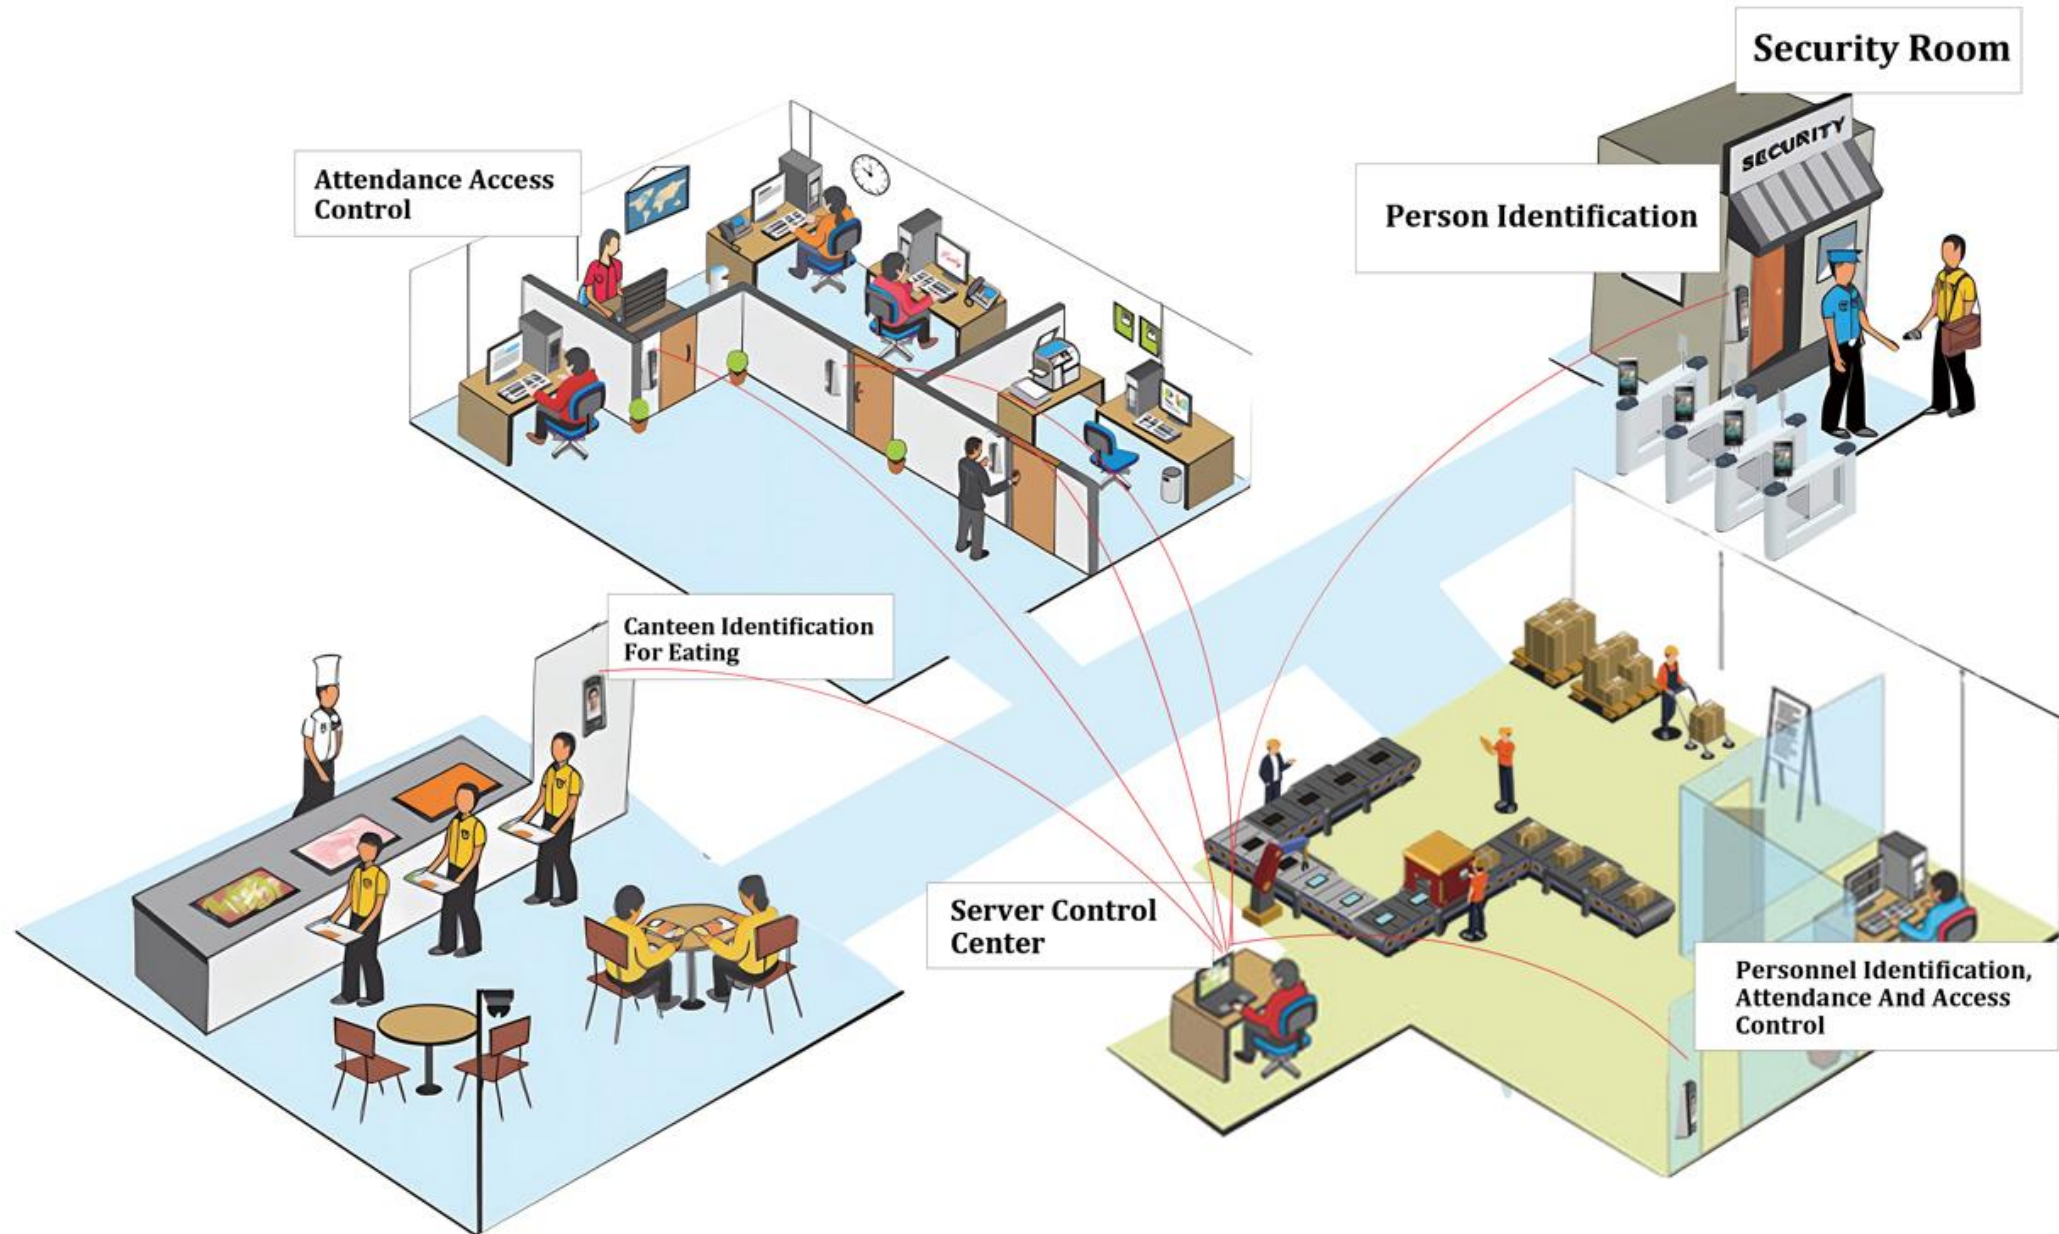 Security Room
SECURITY
Attendance Access
Control
Person Identification
Canteen Identification
For Eating
Server Control
Center
Personnel Identification,
Attendance And Access
Control